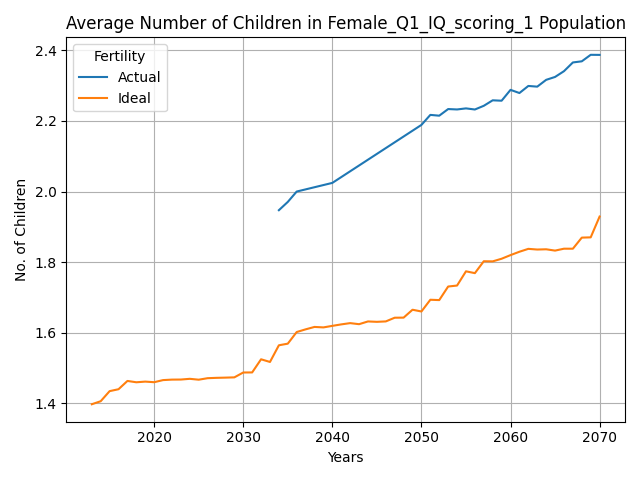 Average Number of Children in Female_Q1_IQ_scoring_1 Population
Fertility
Actual
Ideal
No. of Children
2.4
2.2
2.0
1.8
1.6
1.4
2020 2030 2040 2050 2060 2070
Years